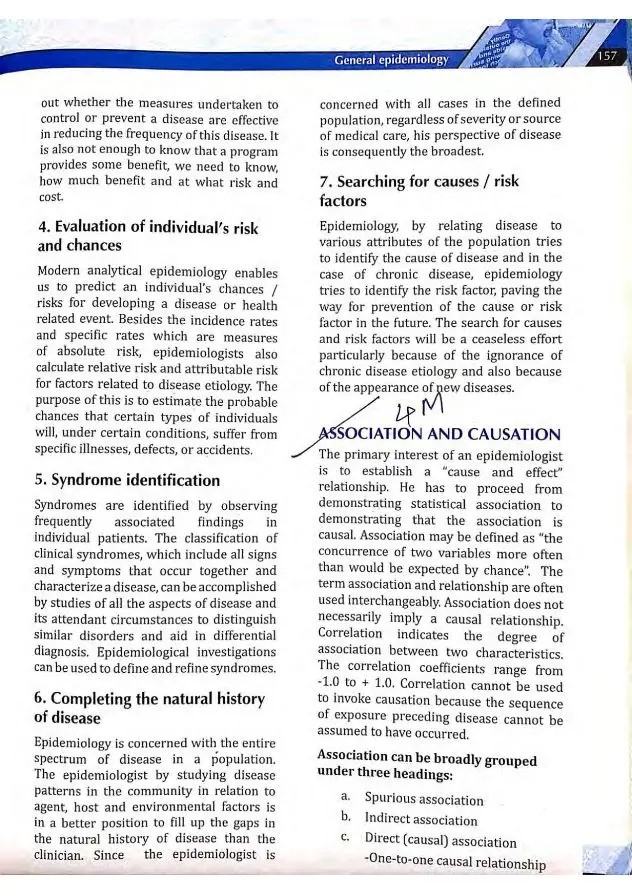 General epidemiology
157
out whether the measures undertaken to
control or prevent a disease are effective
in reducing the frequency of this disease. It
is also not enough to know that a program
provides some benefit, we need to know,
how much benefit and at what risk and
cost.
4. Evaluation of individual's risk
and chances
Modern analytical epidemiology enables
us to predict an individual's chances /
risks for developing a disease or health
related event. Besides the incidence rates
and specific rates which are measures
of absolute risk, epidemiologists also
calculate relative risk and attributable risk
for factors related to disease etiology. The
purpose of this is to estimate the probable
chances that certain types of individuals
will, under certain conditions, suffer from
specific illnesses, defects, or accidents.
5. Syndrome identification
Syndromes are identified by observing
frequently associated findings in
individual patients. The classification of
clinical syndromes, which include all signs
and symptoms that occur together and
characterize a disease, can be accomplished
by studies of all the aspects of disease and
its attendant circumstances to distinguish
similar disorders and aid in differential
diagnosis. Epidemiological investigations
can be used to define and refine syndromes.
6. Completing the natural history
of disease
Epidemiology is concerned with the entire
spectrum of disease in a population.
The epidemiologist by studying disease
patterns in the community in relation to
agent, host and environmental factors is
in a better position to fill up the gaps in
the natural history of disease than the
clinician. Since the epidemiologist is
concerned with all cases in the defined
population, regardless of severity or source
of medical care, his perspective of disease
is consequently the broadest.
7. Searching for causes / risk
factors
Epidemiology, by relating disease to
various attributes of the population tries
to identify the cause of disease and in the
case of chronic disease, epidemiology
tries to identify the risk factor, paving the
way for prevention of the cause or risk
factor in the future. The search for causes
and risk factors will be a ceaseless effort
particularly because of the ignorance of
chronic disease etiology and also because
of the appearance of new diseases.
ASSOCIATION AND CAUSATION
The primary interest of an epidemiologist
is to establish a "cause and effect"
relationship. He has to proceed from
demonstrating statistical association to
demonstrating that the association is
causal. Association may be defined as "the
concurrence of two variables more often
than would be expected by chance". The
term association and relationship are often
used interchangeably. Association does not
necessarily imply a causal relationship.
Correlation indicates the degree of
association between two characteristics.
The correlation coefficients range from
-1.0 to + 1.0. Correlation cannot be used
to invoke causation because the sequence
of exposure preceding disease cannot be
assumed to have occurred.
Association can be broadly grouped
under three headings:
a. Spurious association
b. Indirect association
c. Direct (causal) association
-One-to-one causal relationship